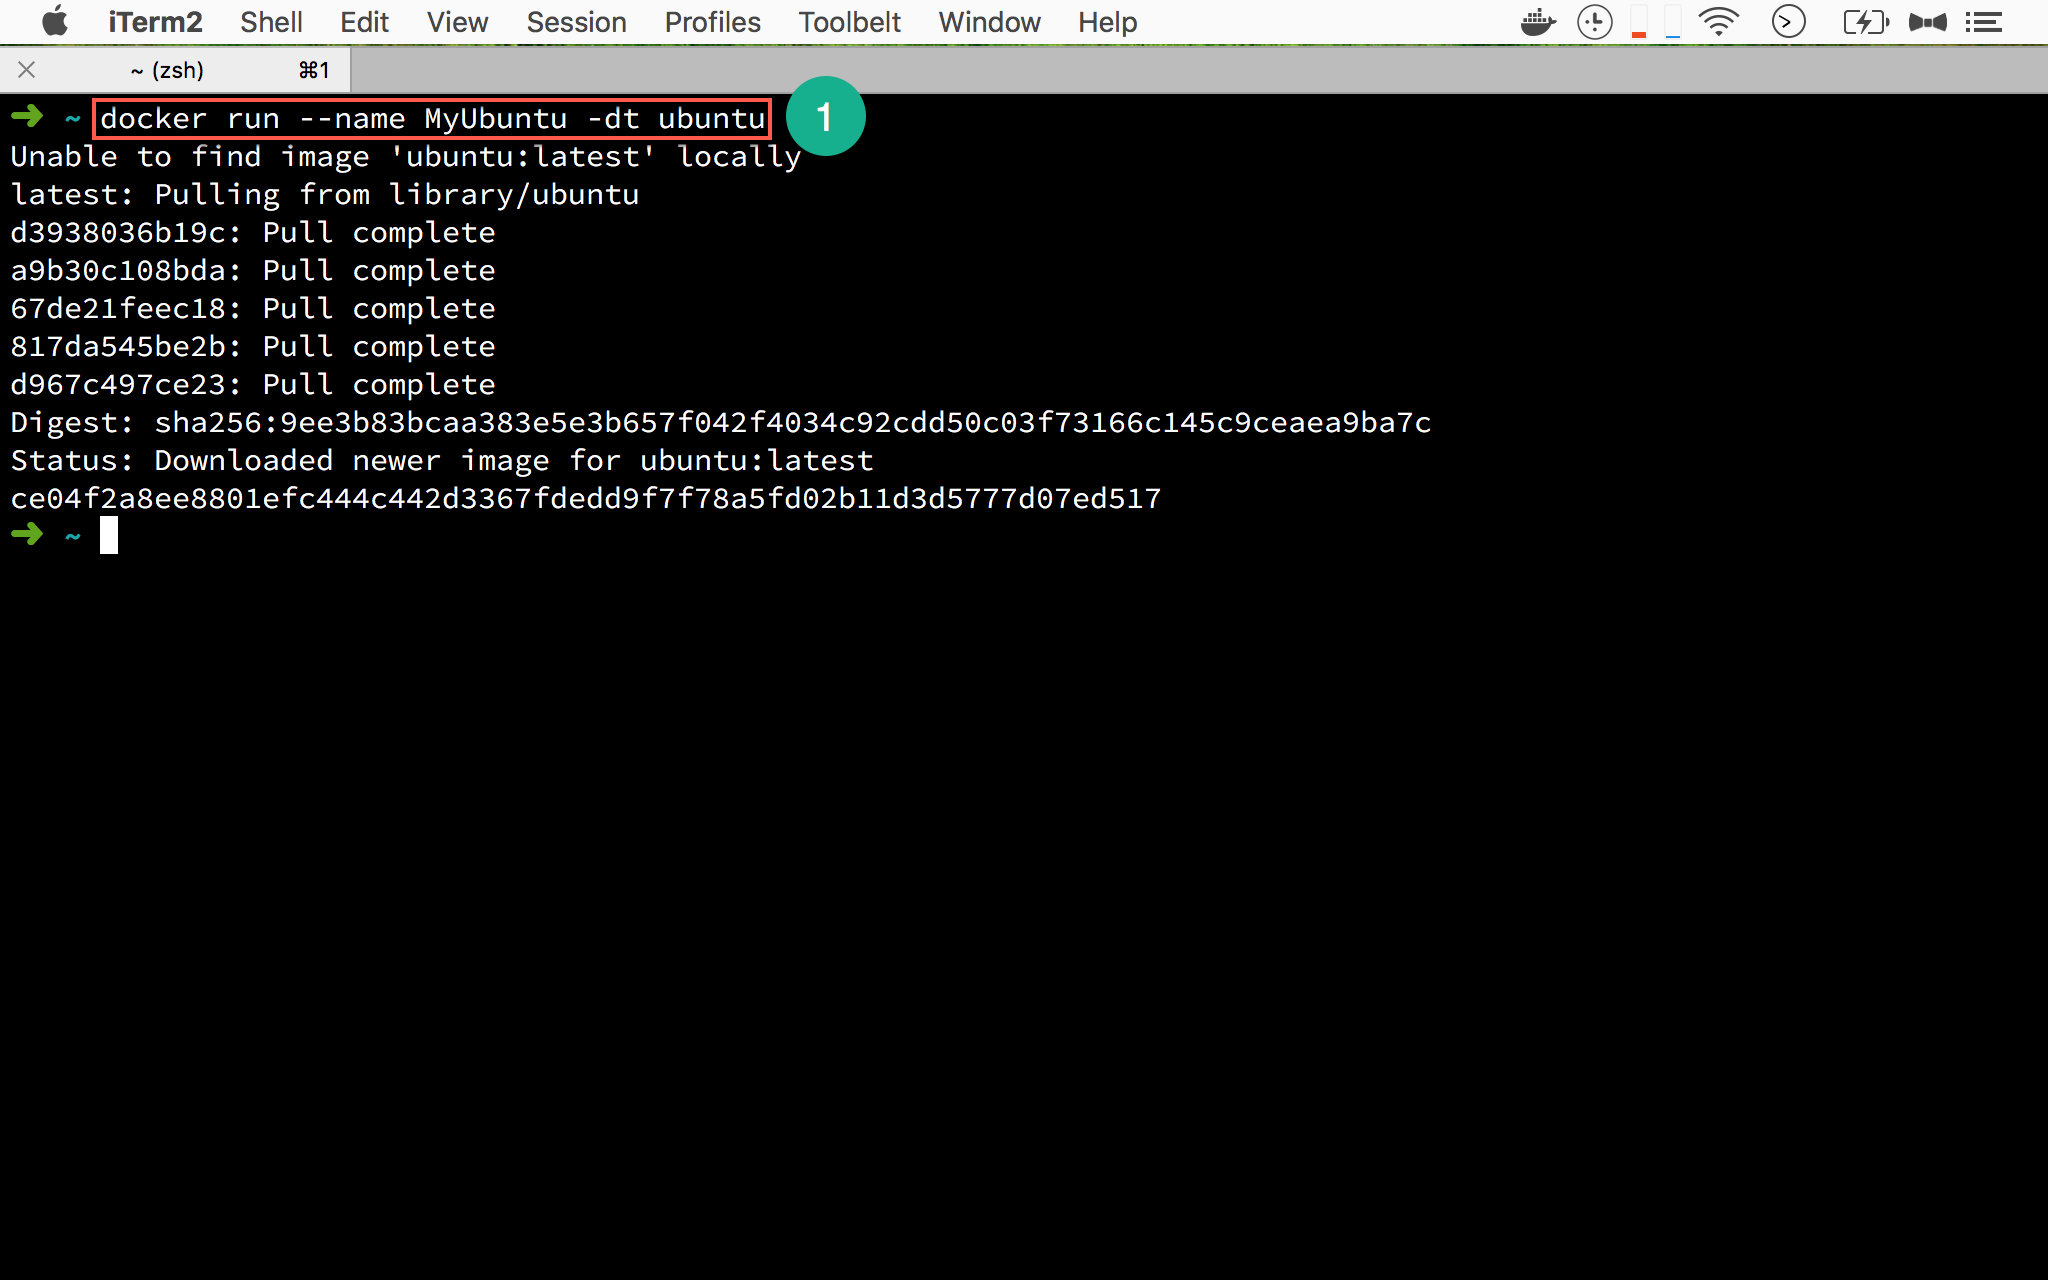 iTerm2 Shell Edit View Session Profiles Toolbelt Window Help
~ (zsh) ⌘1
➜ ~ docker run --name MyUbuntu -dt ubuntu 1
Unable to find image 'ubuntu:latest' locally
latest: Pulling from library/ubuntu
d3938036b19c: Pull complete
a9b30c108bda: Pull complete
67de21feec18: Pull complete
817da545be2b: Pull complete
d967c497ce23: Pull complete
Digest: sha256:9ee3b83bcaa383e5e3b657f042f4034c92cdd50c03f73166c145c9ceaea9ba7c
Status: Downloaded newer image for ubuntu:latest
ce04f2a8ee8801efc444c442d3367fdedd9f7f78a5fd02b11d3d5777d07ed517
➜ ~